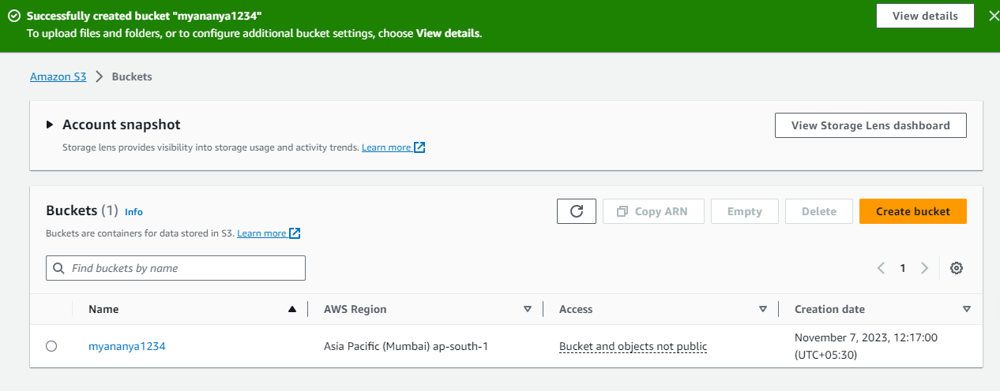 Successfully created bucket "myananya1234"
View details
To upload files and folders, or to configure additional bucket settings, choose View details.
Amazon S3 > Buckets
Account snapshot
View Storage Lens dashboard
Storage lens provides visibility into storage usage and activity trends. Learn more
Buckets (1) Info
Copy ARN
Empty
Delete
Create bucket
Buckets are containers for data stored in S3. Learn more
Find buckets by name
1
Name
AWS Region
Access
Creation date
myananya1234
Asia Pacific (Mumbai) ap-south-1
Bucket and objects not public
November 7, 2023, 12:17:00
(UTC+05:30)